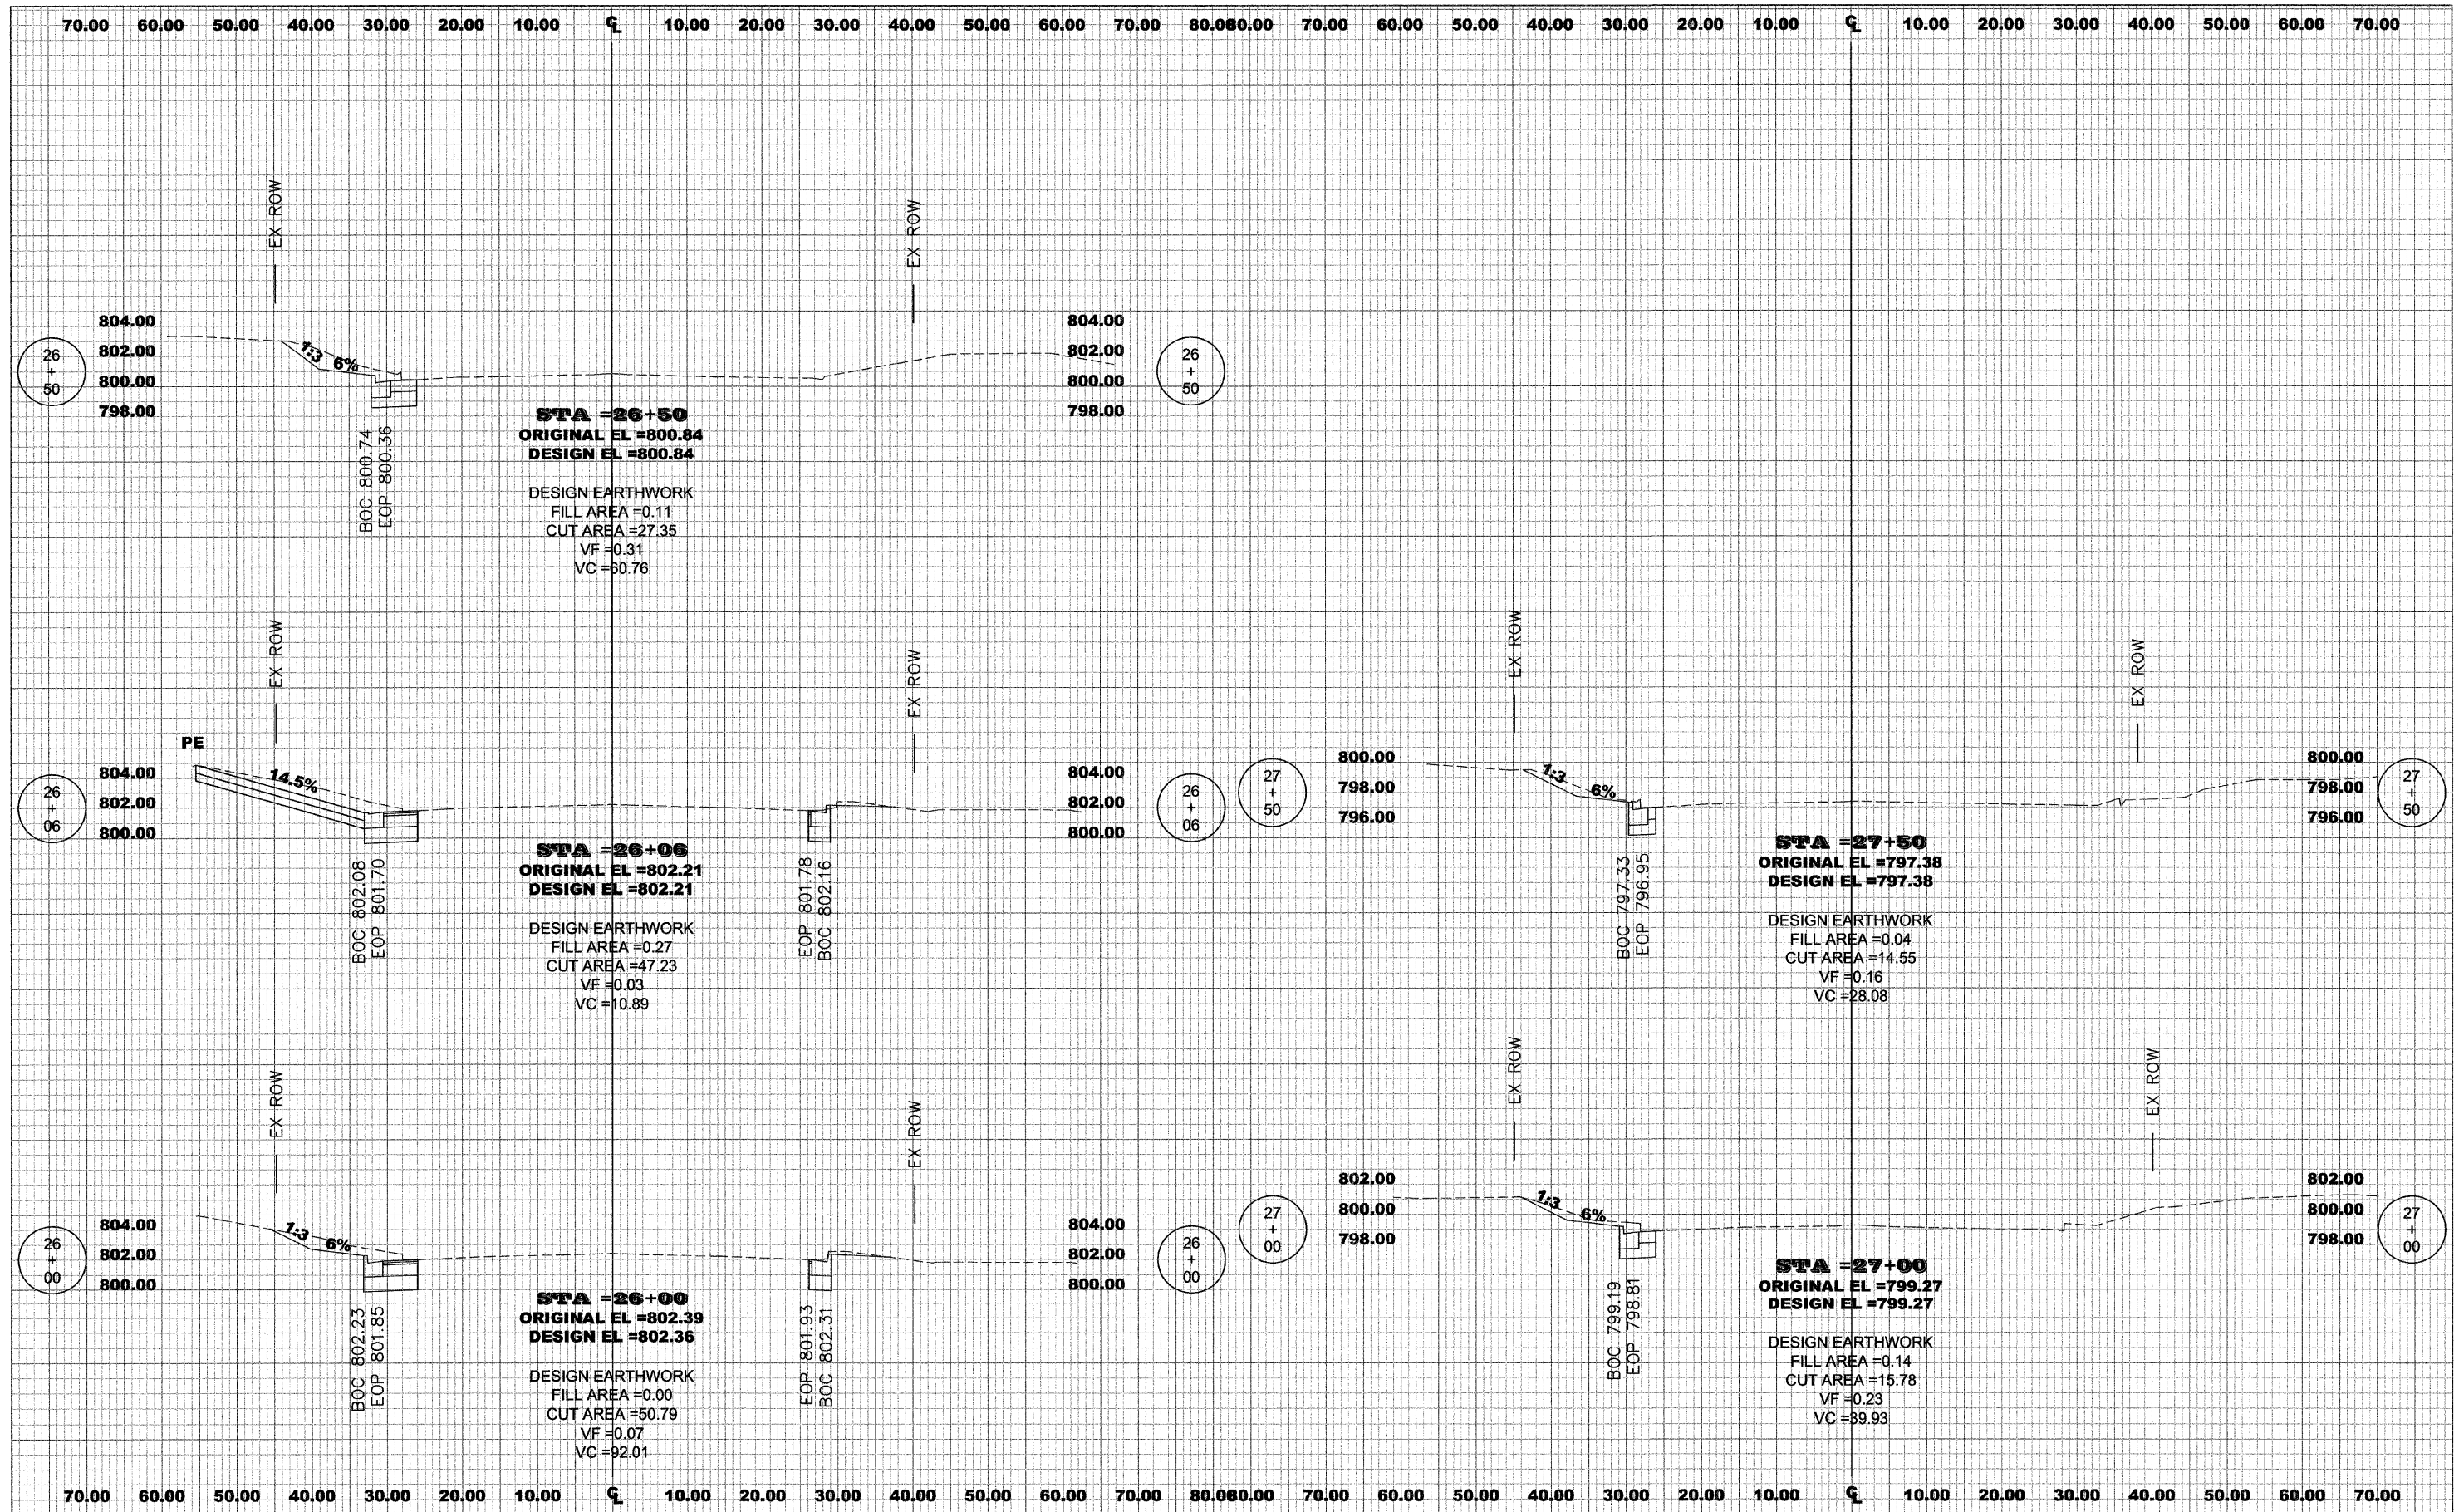 70.00 60.00 50.00 40.00 30.00 20.00 10.00 ℄ 10.00 20.00 30.00 40.00 50.00 60.00 70.00 80.00 80.00 70.00 60.00 50.00 40.00 30.00 20.00 10.00 ℄ 10.00 20.00 30.00 40.00 50.00 60.00 70.00
EX ROW
EX ROW
26
+
50
804.00
802.00
800.00
798.00
1:3
6%
804.00
802.00
800.00
798.00
26
+
50
BOC 800.74
EOP 800.36
STA =26+50
ORIGINAL EL =800.84
DESIGN EL =800.84
DESIGN EARTHWORK
FILL AREA =0.11
CUT AREA =27.35
VF =0.31
VC =60.76
EX ROW
EX ROW
PE
26
+
06
804.00
802.00
800.00
14.5%
804.00
802.00
800.00
26
+
06
BOC 802.08
EOP 801.70
EOP 801.78
BOC 802.16
STA =26+06
ORIGINAL EL =802.21
DESIGN EL =802.21
DESIGN EARTHWORK
FILL AREA =0.27
CUT AREA =47.23
VF =0.03
VC =10.89
EX ROW
EX ROW
26
+
00
804.00
802.00
800.00
1:3
6%
804.00
802.00
800.00
26
+
00
BOC 802.23
EOP 801.85
EOP 801.93
BOC 802.31
STA =26+00
ORIGINAL EL =802.39
DESIGN EL =802.36
DESIGN EARTHWORK
FILL AREA =0.00
CUT AREA =50.79
VF =0.07
VC =92.01
EX ROW
EX ROW
27
+
50
800.00
798.00
796.00
1:3
6%
800.00
798.00
796.00
27
+
50
BOC 797.33
EOP 796.95
STA =27+50
ORIGINAL EL =797.38
DESIGN EL =797.38
DESIGN EARTHWORK
FILL AREA =0.04
CUT AREA =14.55
VF =0.16
VC =28.08
EX ROW
EX ROW
27
+
00
802.00
800.00
798.00
1:3
6%
802.00
800.00
798.00
27
+
00
BOC 799.19
EOP 798.81
STA =27+00
ORIGINAL EL =799.27
DESIGN EL =799.27
DESIGN EARTHWORK
FILL AREA =0.14
CUT AREA =15.78
VF =0.23
VC =39.93
70.00 60.00 50.00 40.00 30.00 20.00 10.00 ℄ 10.00 20.00 30.00 40.00 50.00 60.00 70.00 80.00 80.00 70.00 60.00 50.00 40.00 30.00 20.00 10.00 ℄ 10.00 20.00 30.00 40.00 50.00 60.00 70.00